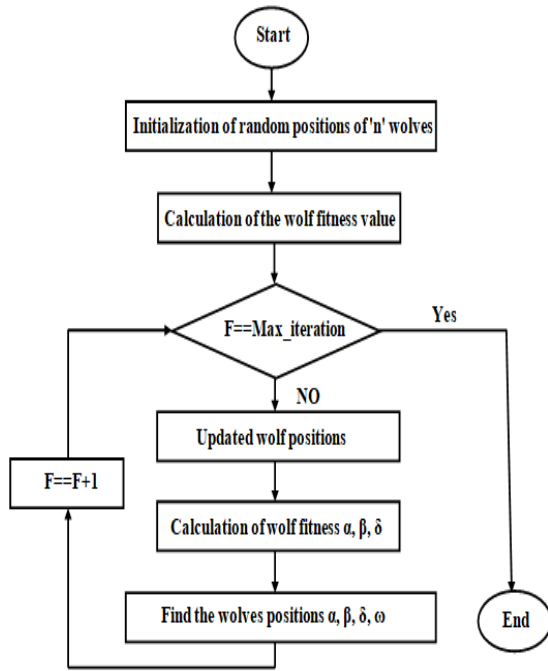 Start
Initialization of random positions of 'n' wolves
Calculation of the wolf fitness value
F==Max_iteration
Yes
NO
Updated wolf positions
F==F+1
Calculation of wolf fitness α, β, δ
Find the wolves positions α, β, δ, ω
End